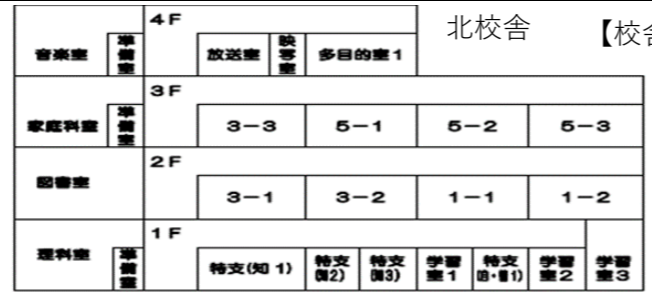 北校舎
【校舎
4F
音楽室
準備室
放送室
多目的室1
3F
家庭科室
準備室
3-3
5-1
5-2
5-3
2F
図書室
3-1
3-2
1-1
1-2
1F
理科室
準備室
特支(知1)
特支
特支
学習室1
特支
学習室2
学習室3